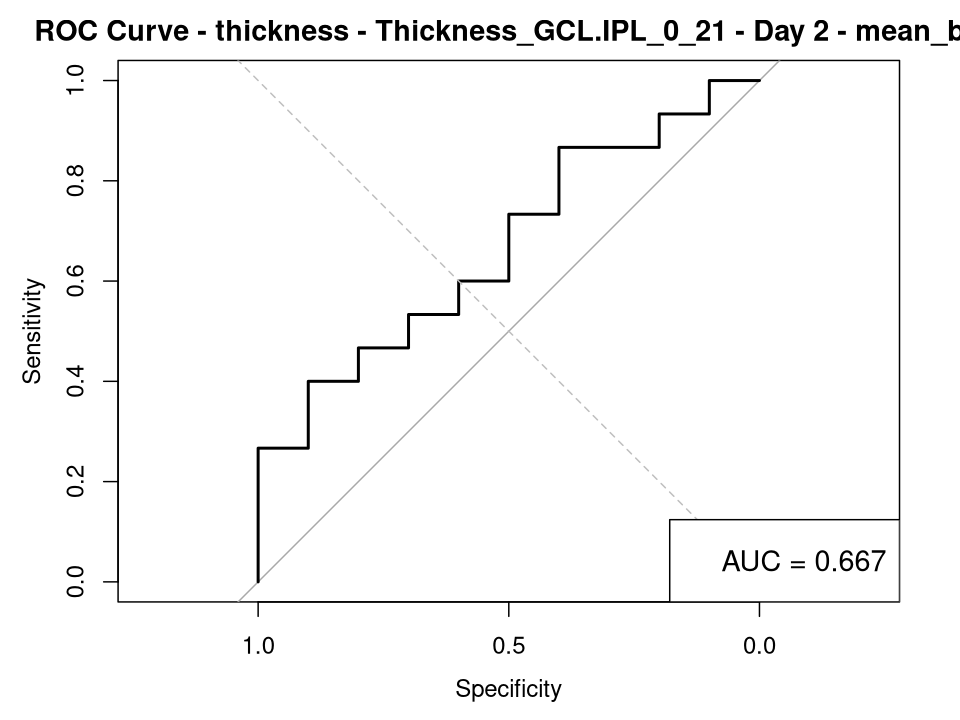 ROC Curve - thickness - Thickness_GCL.IPL_0_21 - Day 2 - mean_b
1.0
0.8
0.6
0.4
0.2
0.0
Sensitivity
AUC = 0.667
1.0 0.5 0.0
Specificity